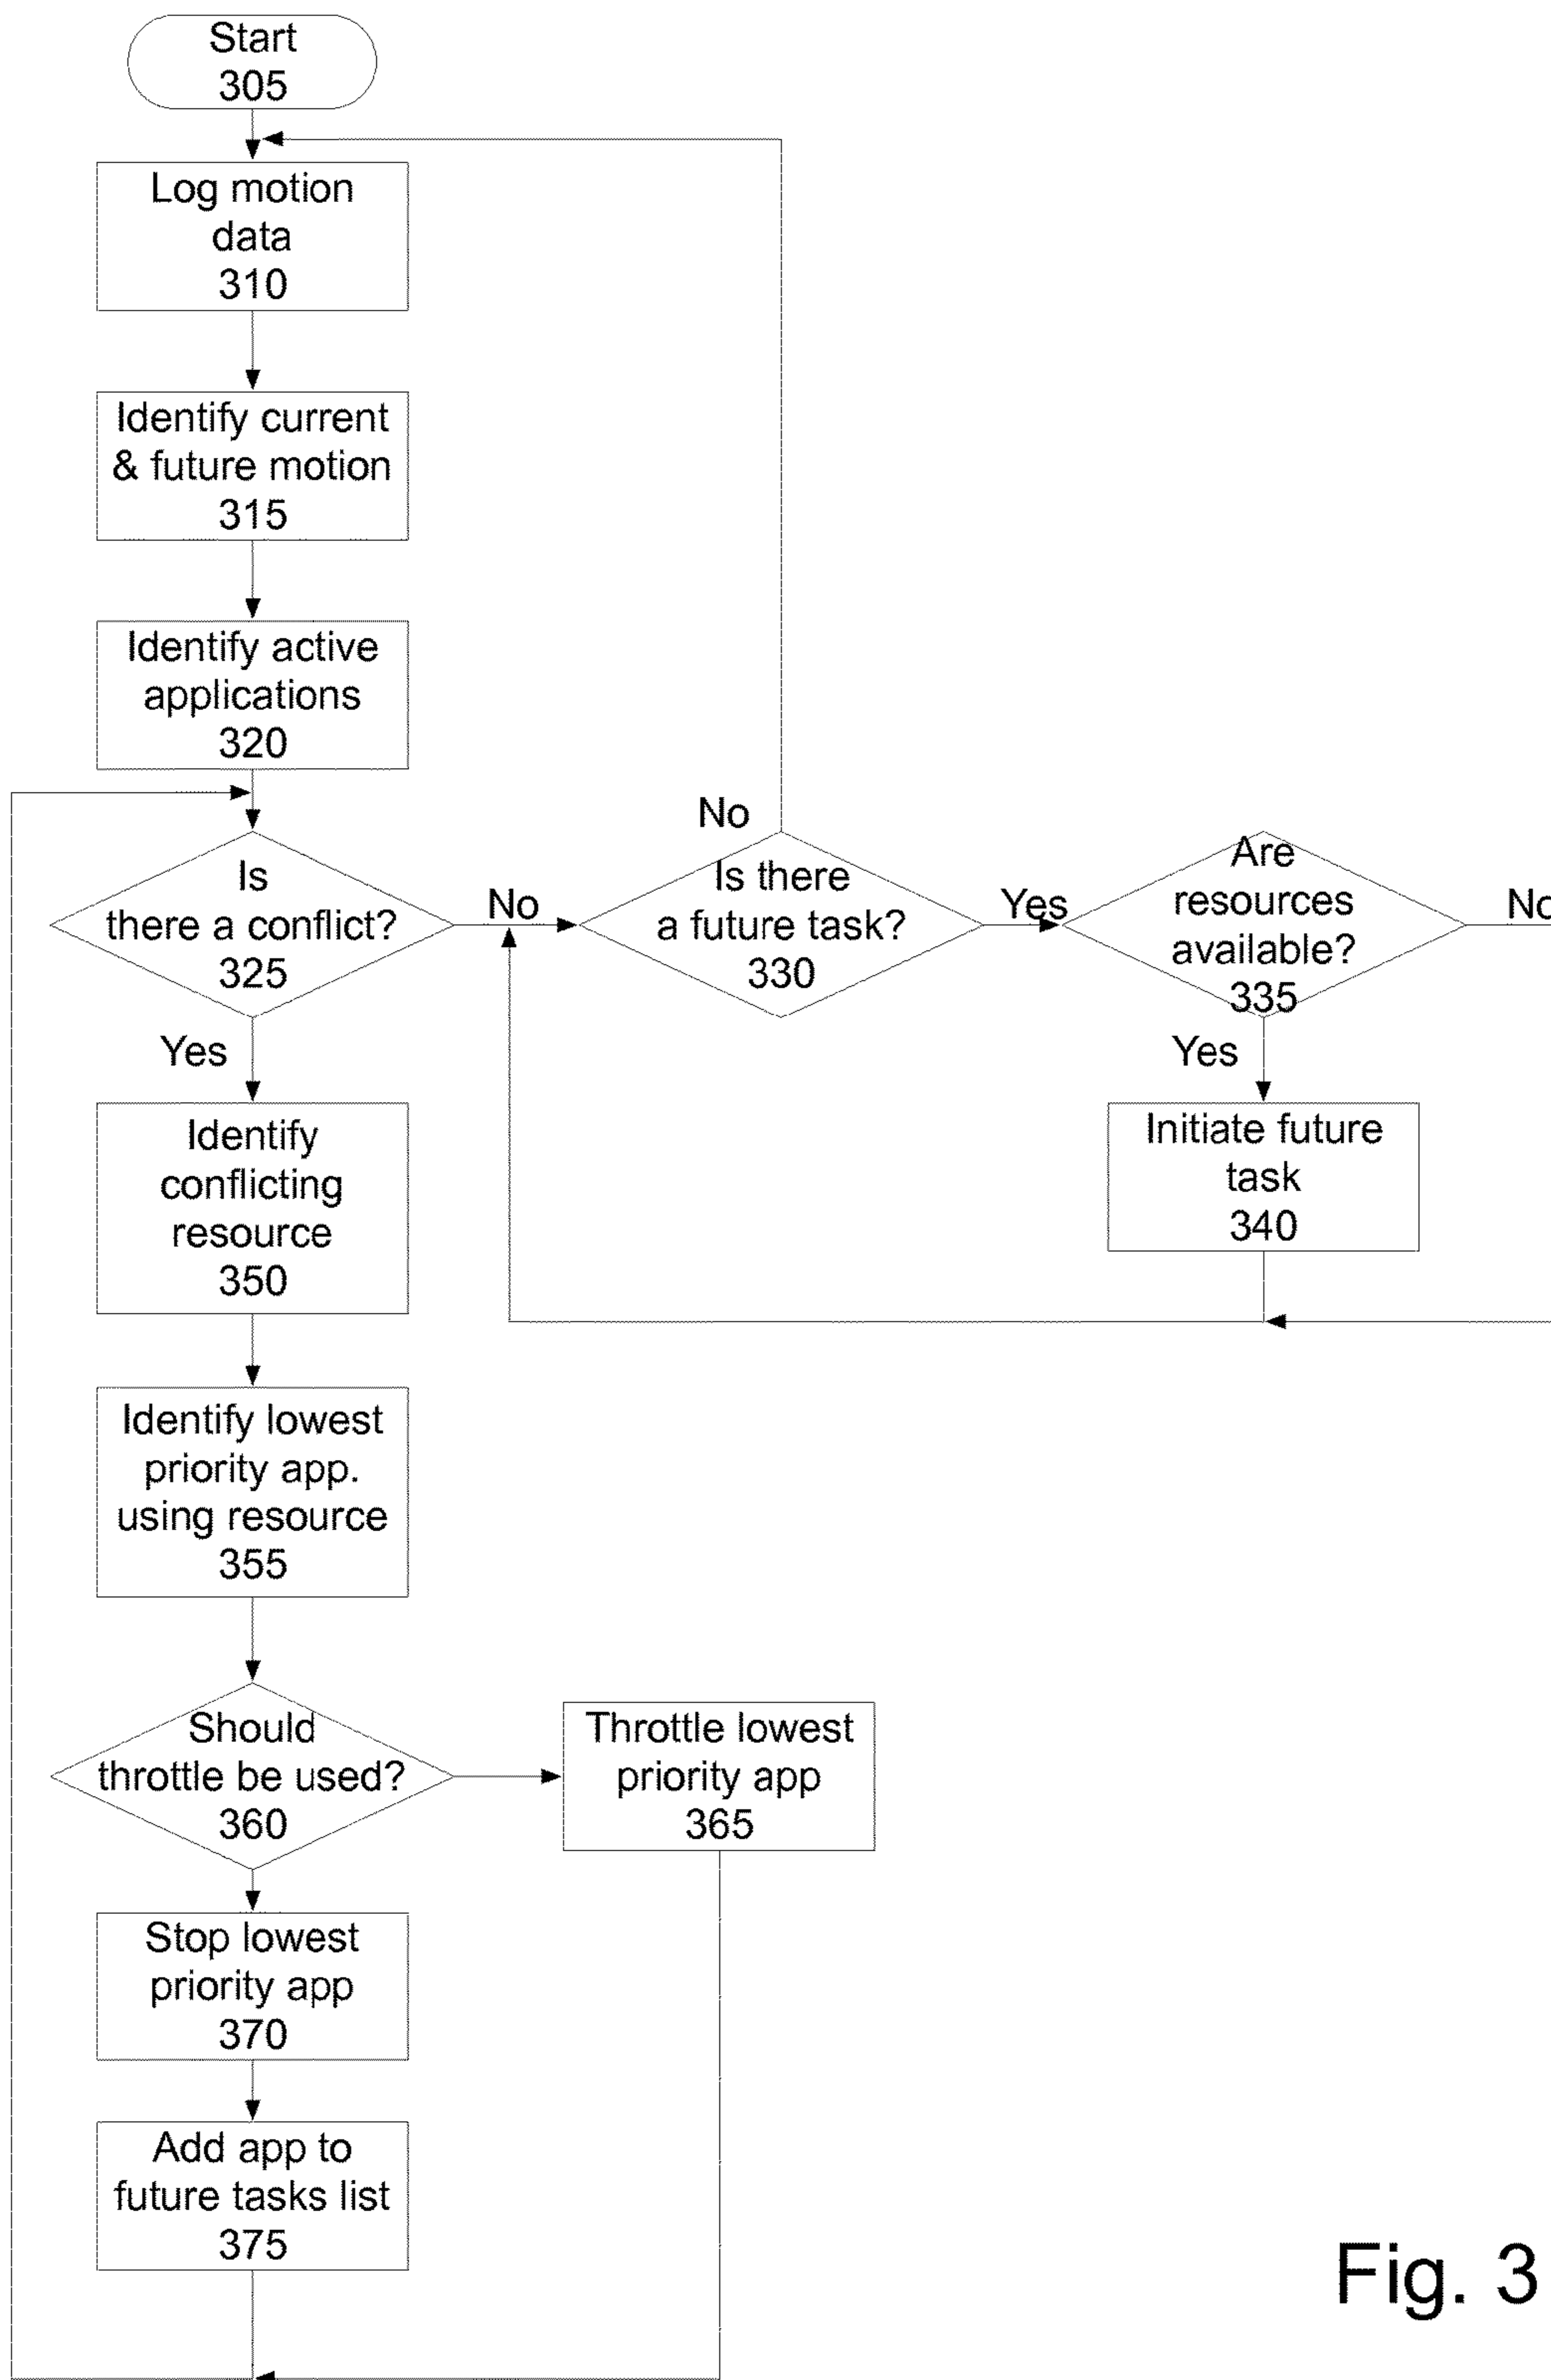 Start
305
Log motion
data
310
Identify current
& future motion
315
Identify active
applications
320
Is
there a conflict?
325
No
Is there
a future task?
330
No
Yes
Are
resources
available?
335
No
Yes
Initiate future
task
340
Yes
Identify
conflicting
resource
350
Identify lowest
priority app.
using resource
355
Should
throttle be used?
360
Throttle lowest
priority app
365
Stop lowest
priority app
370
Add app to
future tasks list
375
Fig. 3